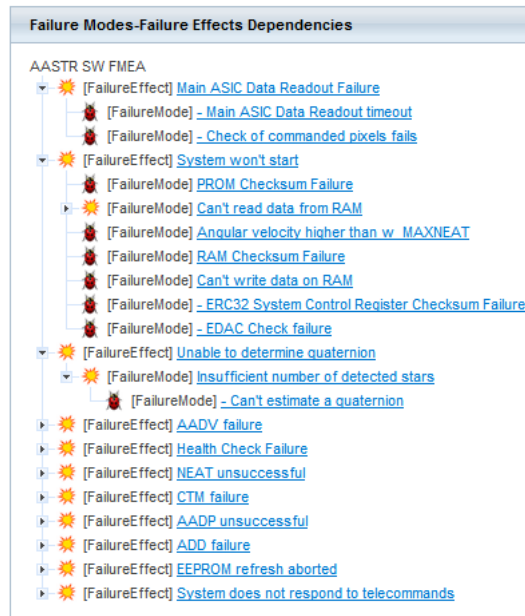 Failure Modes-Failure Effects Dependencies
AASTR SW FMEA
[FailureEffect] Main ASIC Data Readout Failure
[FailureMode] - Main ASIC Data Readout timeout
[FailureMode] - Check of commanded pixels fails
[FailureEffect] System won't start
[FailureMode] PROM Checksum Failure
[FailureMode] Can't read data from RAM
[FailureMode] Angular velocity higher than w_MAXNEAT
[FailureMode] RAM Checksum Failure
[FailureMode] Can't write data on RAM
[FailureMode] - ERC32 System Control Register Checksum Failure
[FailureMode] - EDAC Check failure
[FailureEffect] Unable to determine quaternion
[FailureMode] Insufficient number of detected stars
[FailureMode] - Can't estimate a quaternion
[FailureEffect] AADV failure
[FailureEffect] Health Check Failure
[FailureEffect] NEAT unsuccessful
[FailureEffect] CTM failure
[FailureEffect] AADP unsuccessful
[FailureEffect] ADD failure
[FailureEffect] EEPROM refresh aborted
[FailureEffect] System does not respond to telecommands